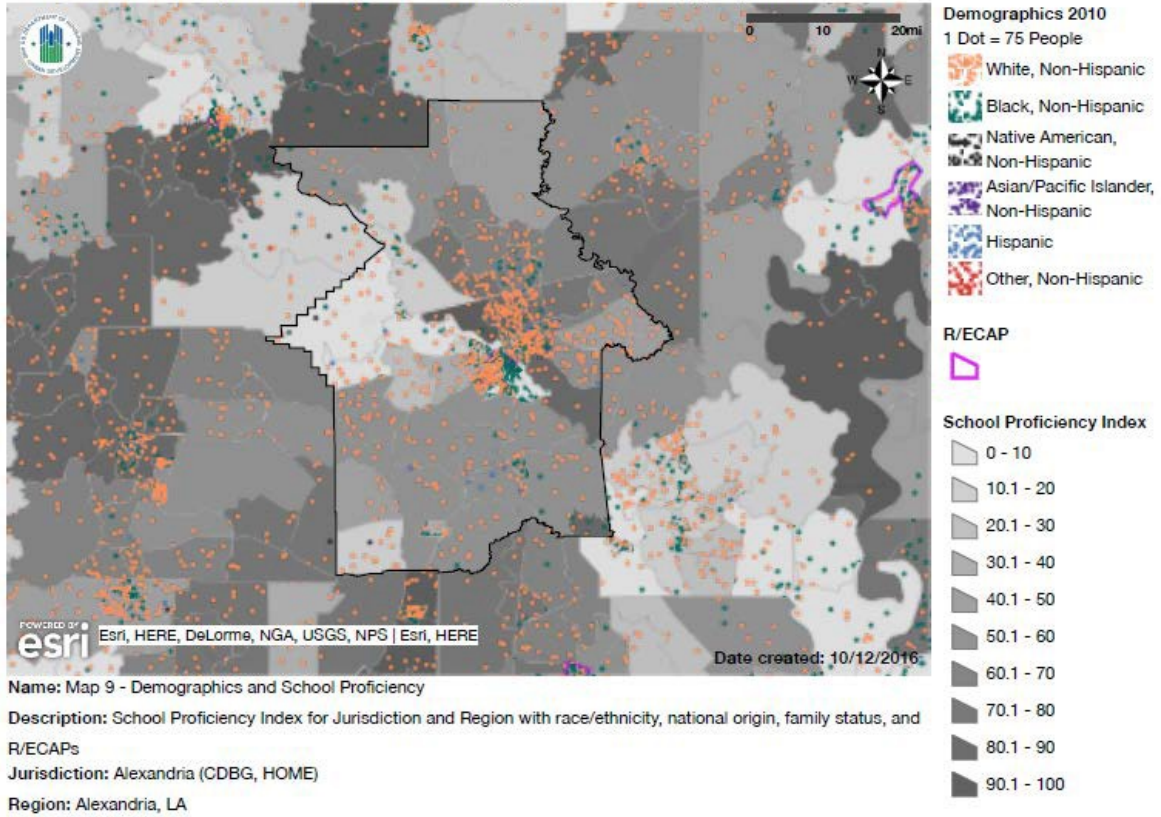 0 10 20mi
N
W E
S
POWERED BY
esri
Esri, HERE, DeLorme, NGA, USGS, NPS | Esri, HERE
Date created: 10/12/2016
Name: Map 9 - Demographics and School Proficiency
Description: School Proficiency Index for Jurisdiction and Region with race/ethnicity, national origin, family status, and
R/ECAPs
Jurisdiction: Alexandria (CDBG, HOME)
Region: Alexandria, LA
Demographics 2010
1 Dot = 75 People
White, Non-Hispanic
Black, Non-Hispanic
Native American,
Non-Hispanic
Asian/Pacific Islander,
Non-Hispanic
Hispanic
Other, Non-Hispanic
R/ECAP
School Proficiency Index
0 - 10
10.1 - 20
20.1 - 30
30.1 - 40
40.1 - 50
50.1 - 60
60.1 - 70
70.1 - 80
80.1 - 90
90.1 - 100